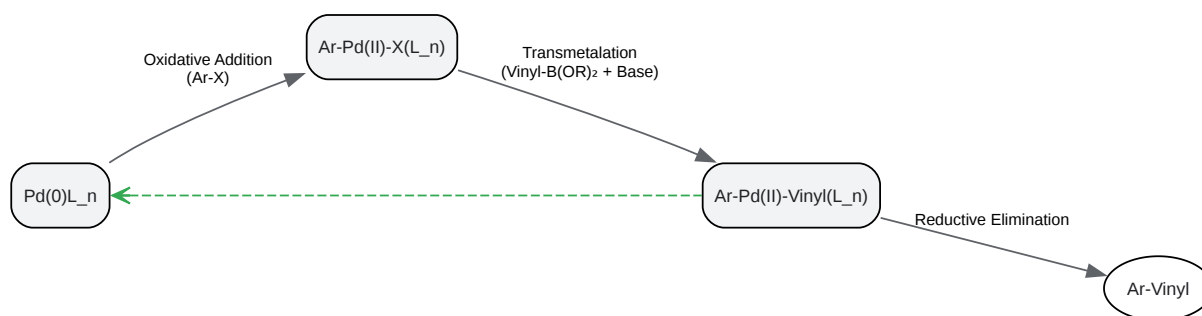 Ar-Pd(II)-X(L_n)
Oxidative Addition
(Ar-X)
Transmetalation
(Vinyl-B(OR)₂ + Base)
Pd(0)L_n
Ar-Pd(II)-Vinyl(L_n)
Reductive Elimination
Ar-Vinyl